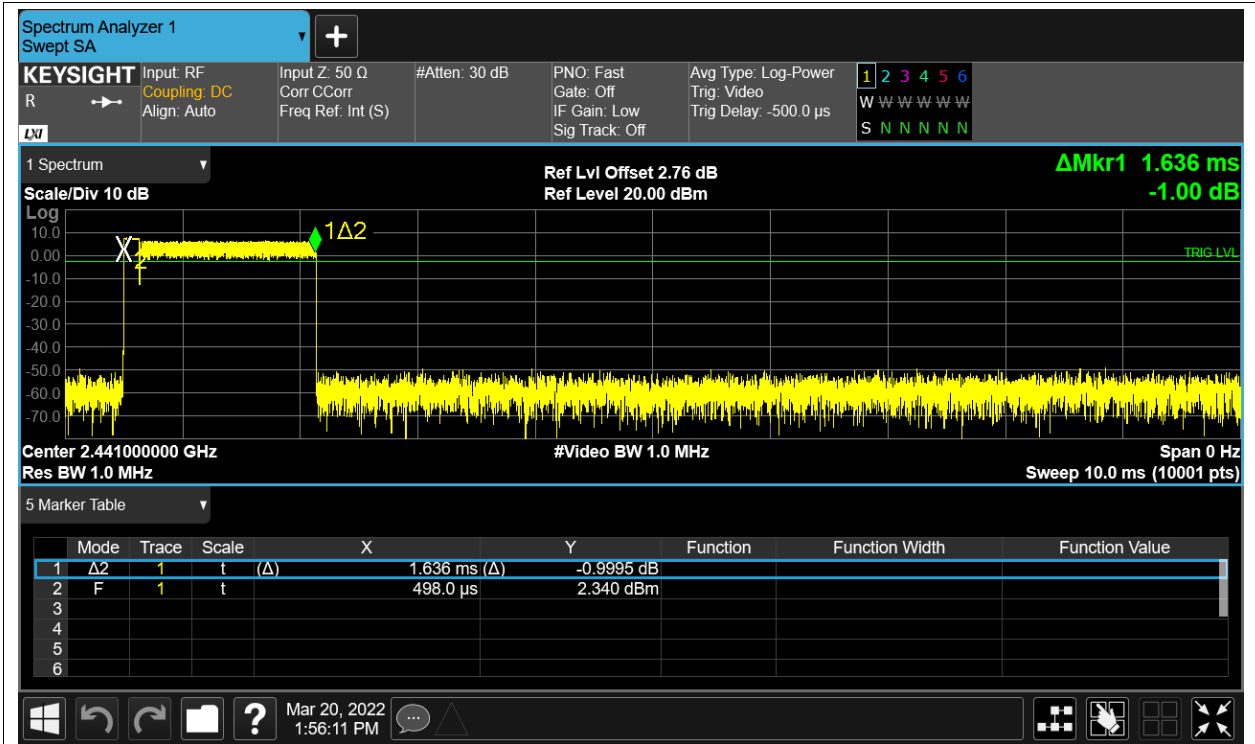 Spectrum Analyzer 1
Swept SA
KEYSIGHT Input: RF Input Z: 50 Ω #Atten: 30 dB PNO: Fast Avg Type: Log-Power 1 2 3 4 5 6
R Coupling: DC Corr CCorr Gate: Off Trig: Video W W W W W W
Align: Auto Freq Ref: Int (S) IF Gain: Low Trig Delay: -500.0 µs
LXI Sig Track: Off S N N N N N
1 Spectrum Ref Lvl Offset 2.76 dB ΔMkr1 1.636 ms
Scale/Div 10 dB Ref Level 20.00 dBm -1.00 dB
Log
10.0
0.00
-10.0
-20.0
-30.0
-40.0
-50.0
-60.0
-70.0
X 2 1Δ2
TRIG LVL
Center 2.441000000 GHz #Video BW 1.0 MHz Span 0 Hz
Res BW 1.0 MHz Sweep 10.0 ms (10001 pts)
5 Marker Table
Mode Trace Scale X Y Function Function Width Function Value
1 Δ2 1 t (Δ) 1.636 ms (Δ) -0.9995 dB
2 F 1 t 498.0 µs 2.340 dBm
3
4
5
6
? Mar 20, 2022
1:56:11 PM